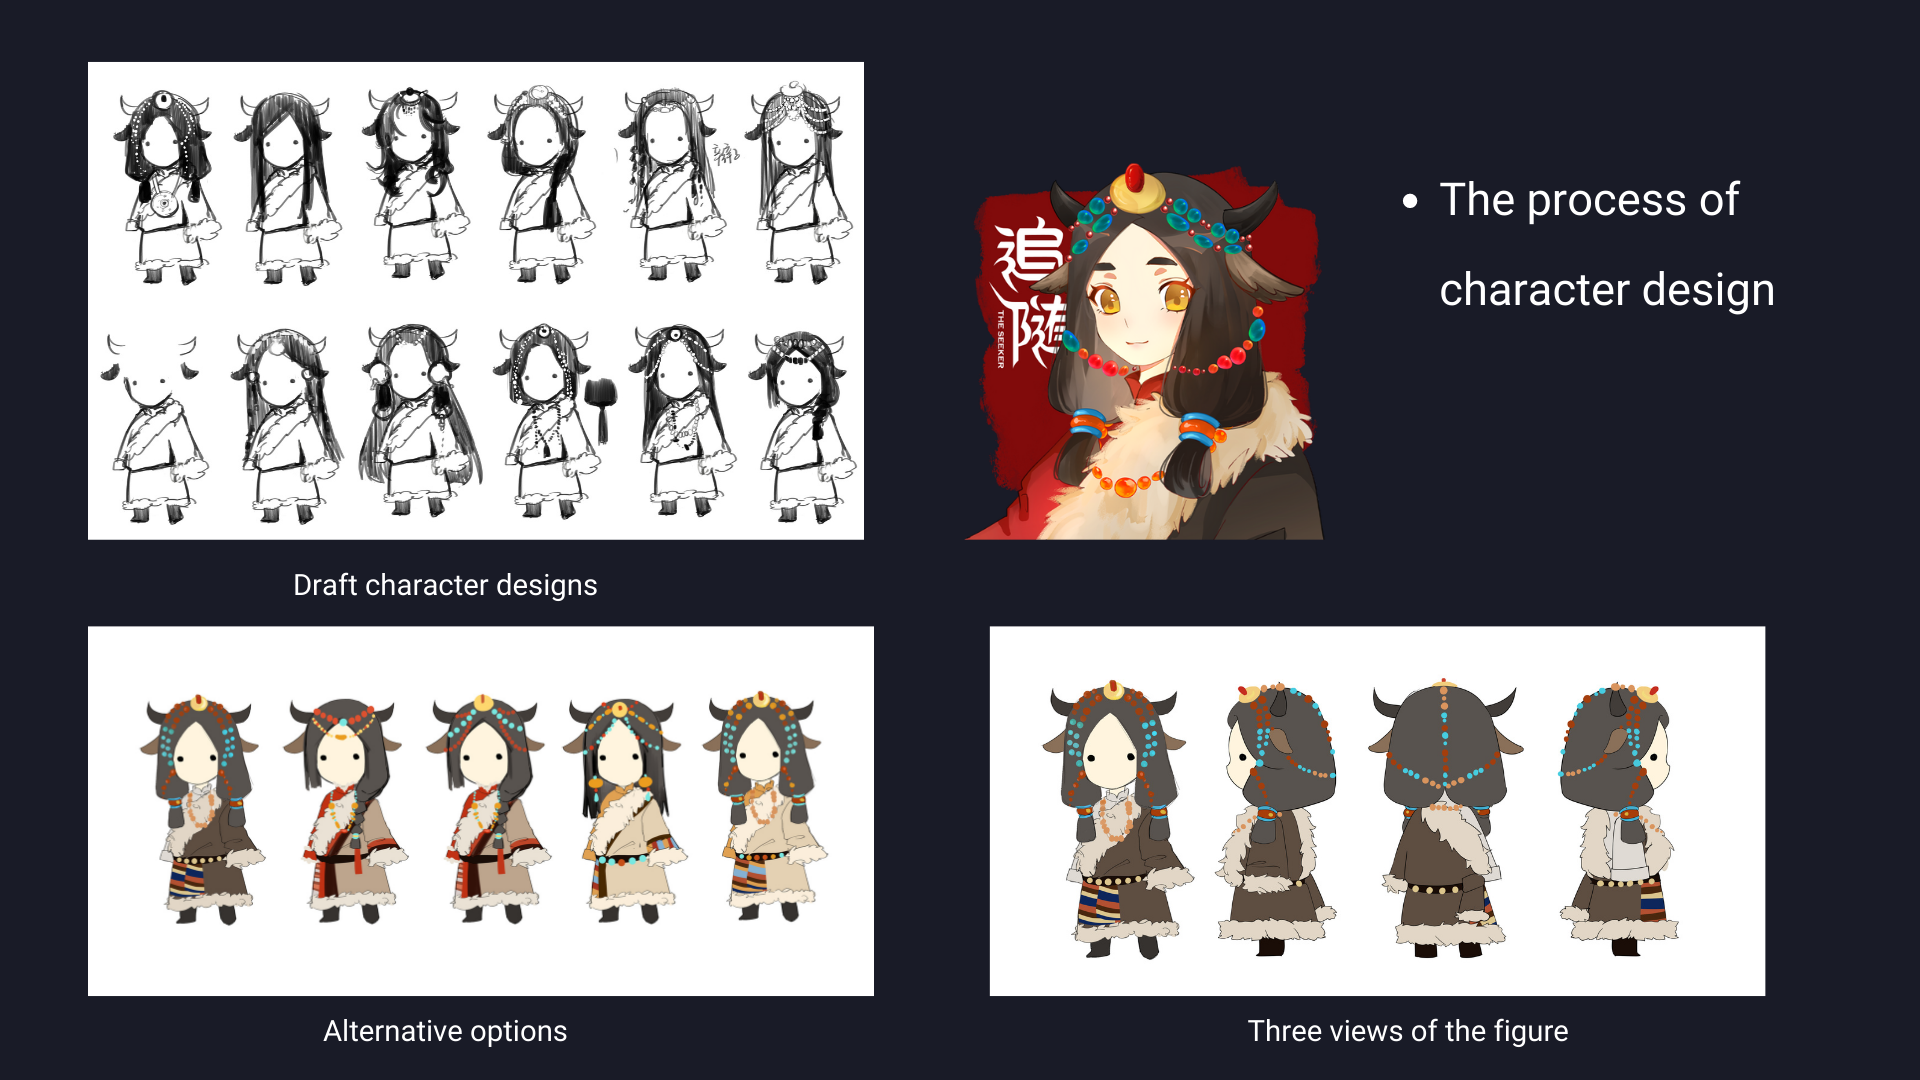 • The process of
character design
追
随
THE SEEKER
Draft character designs
Alternative options
Three views of the figure